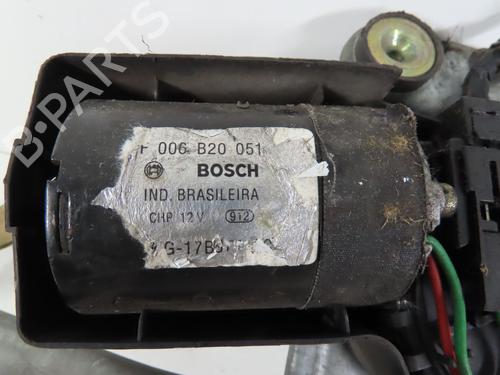 B-PARTS
F 006 B20 051
BOSCH
IND. BRASILEIRA
CHP 12 V 912